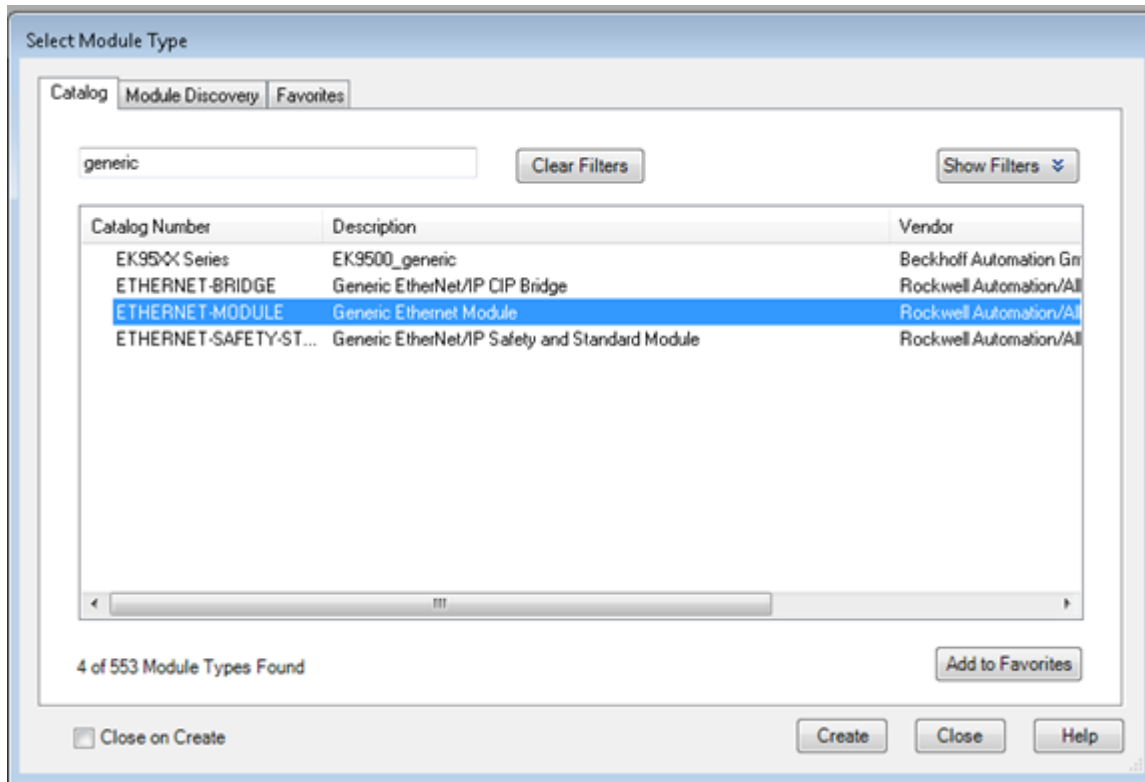 Select Module Type
Catalog Module Discovery Favorites
generic Clear Filters Show Filters
Catalog Number Description Vendor
EK95XX Series EK9500_generic Beckhoff Automation Gm
ETHERNET-BRIDGE Generic EtherNet/IP CIP Bridge Rockwell Automation/All
ETHERNET-MODULE Generic Ethernet Module Rockwell Automation/All
ETHERNET-SAFETY-ST... Generic EtherNet/IP Safety and Standard Module Rockwell Automation/All
4 of 553 Module Types Found Add to Favorites
Close on Create Create Close Help